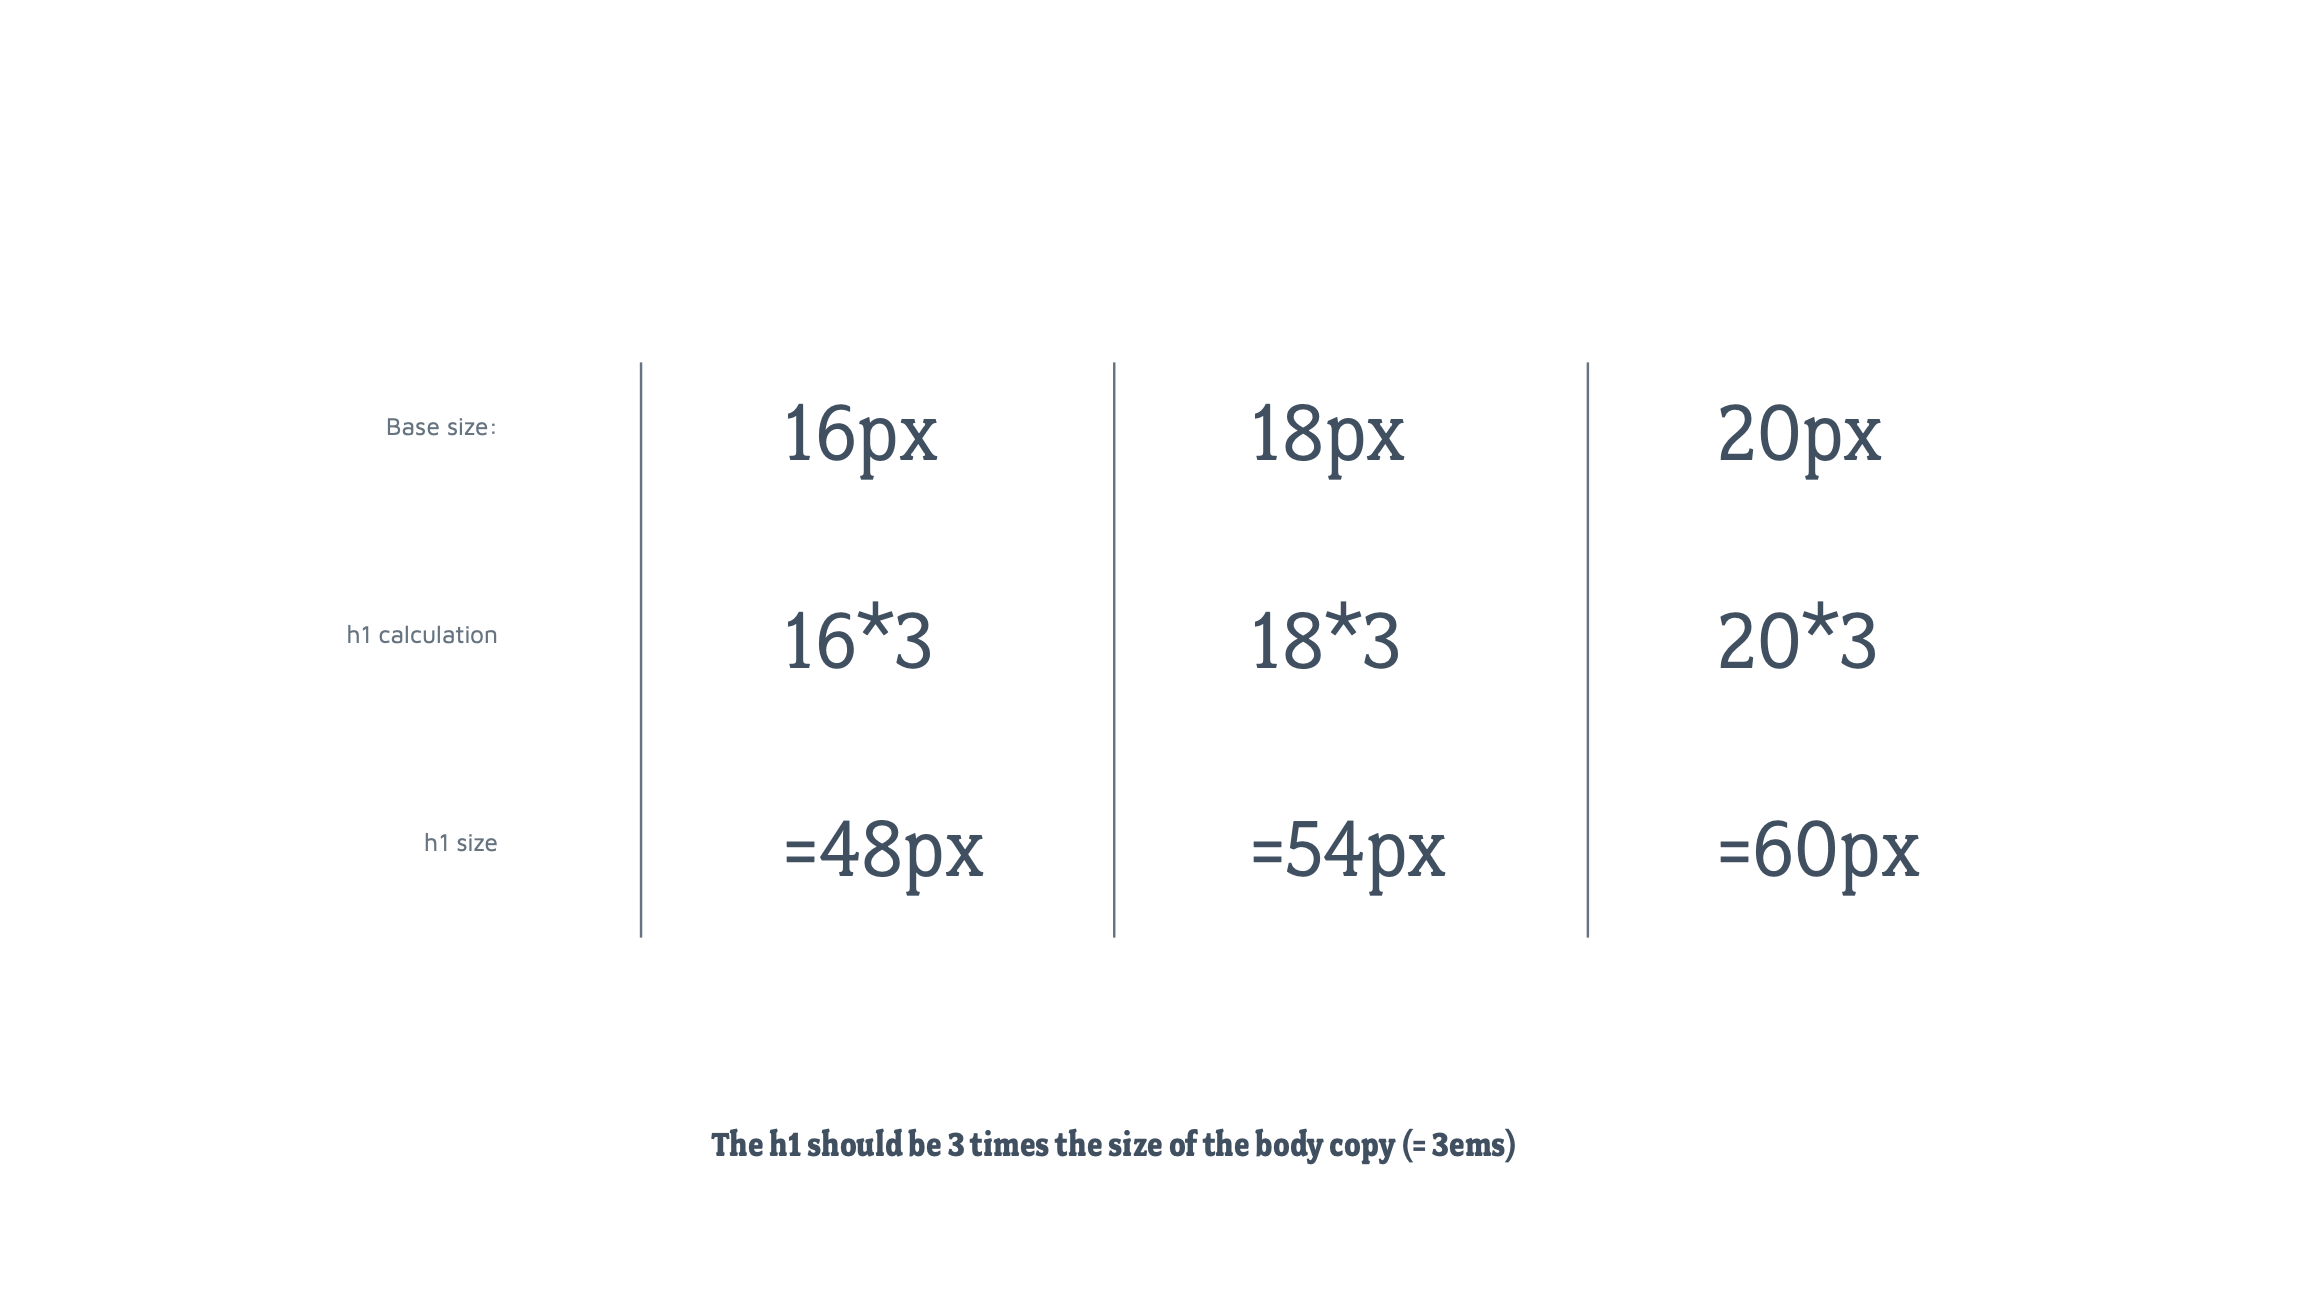 Base size: 16px 18px 20px
h1 calculation 16*3 18*3 20*3
h1 size =48px =54px =60px
The h1 should be 3 times the size of the body copy (= 3ems)